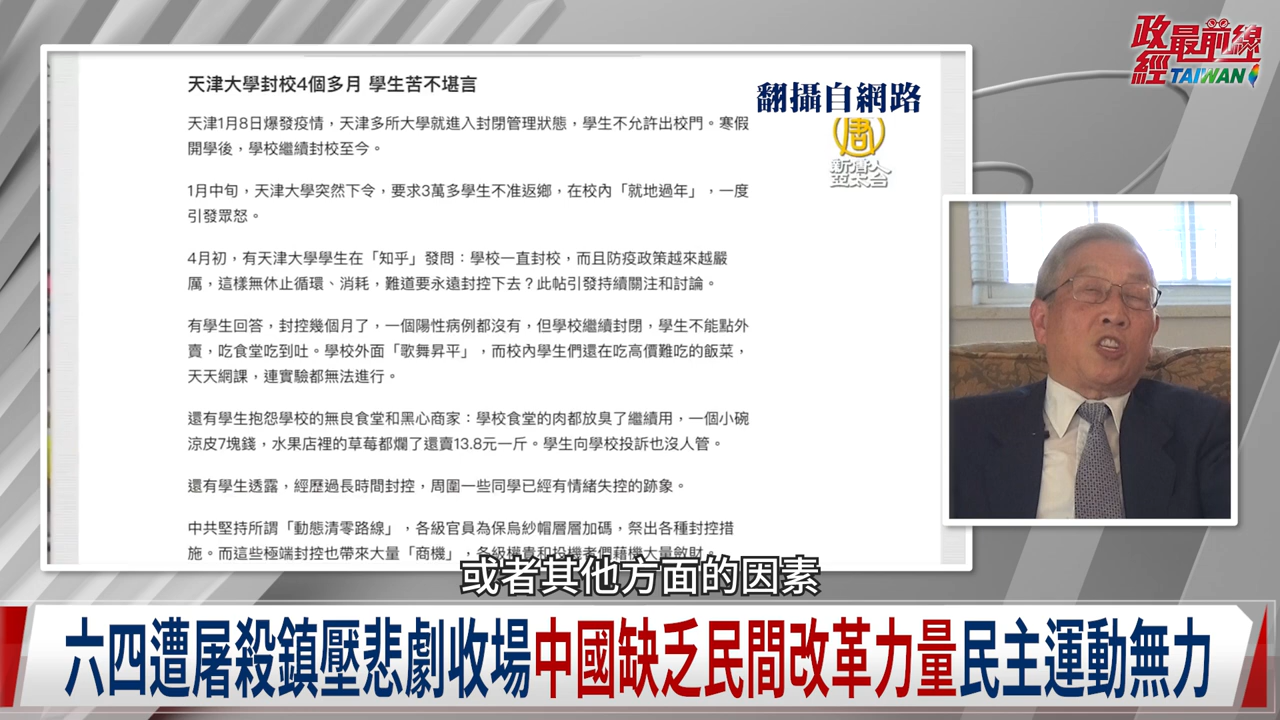 天津大學封校4個多月 學生苦不堪言
天津1月8日爆發疫情，天津多所大學就進入封閉管理狀態，學生不允許出校門。寒假
開學後，學校繼續封校至今。
1月中旬，天津大學突然下令，要求3萬多學生不准返鄉，在校內「就地過年」，一度
引發眾怒。
4月初，有天津大學學生在「知乎」發問：學校一直封校，而且防疫政策越來越嚴
厲，這樣無休止循環、消耗，難道要永遠封控下去？此帖引發持續關注和討論。
有學生回答，封控幾個月了，一個陽性病例都沒有，但學校繼續封閉，學生不能點外
賣，吃食堂吃到吐。學校外面「歌舞昇平」，而校內學生們還在吃高價難吃的飯菜，
天天網課，連實驗都無法進行。
還有學生抱怨學校的無良食堂和黑心商家：學校食堂的肉都放臭了繼續用，一個小碗
涼皮7塊錢，水果店裡的草莓都爛了還賣13.8元一斤。學生向學校投訴也沒人管。
還有學生透露，經歷過長時間封控，周圍一些同學已經有情緒失控的跡象。
中共堅持所謂「動態清零路線」，各級官員為保烏紗帽層層加碼，祭出各種封控措
施。而這些極端封控也帶來大量「商機」，各級權貴和投機者們藉機大量斂財。
翻攝自網路
唐
新唐人
亞太台
政經最前線
TAIWAN
或者其他方面的因素
六四遭屠殺鎮壓悲劇收場中國缺乏民間改革力量民主運動無力